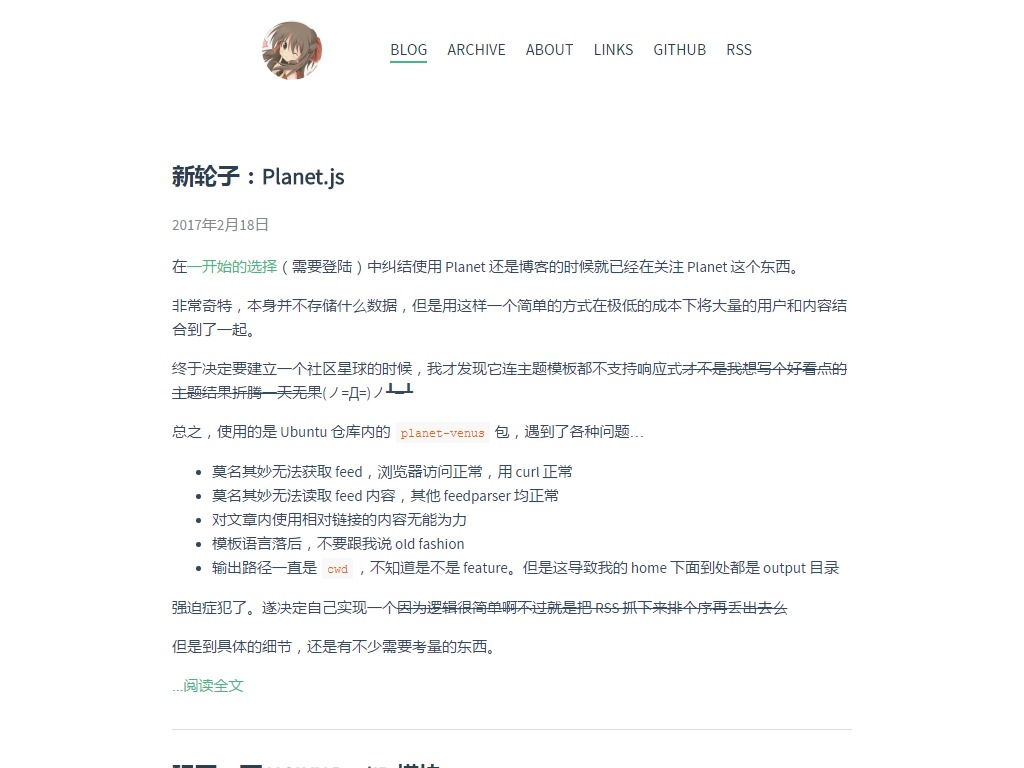 BLOG ARCHIVE ABOUT LINKS GITHUB RSS
新轮子：Planet.js
2017年2月18日
在一开始的选择（需要登陆）中纠结使用 Planet 还是博客的时候就已经在关注 Planet 这个东西。
非常奇特，本身并不存储什么数据，但是用这样一个简单的方式在极低的成本下将大量的用户和内容结
合到了一起。
终于决定要建立一个社区星球的时候，我才发现它连主题模板都不支持响应式才不是我想写个好看点的
主题结果折腾一天无果(ノ=Д=)ノ┻━┻
总之，使用的是 Ubuntu 仓库内的 planet-venus 包，遇到了各种问题…
莫名其妙无法获取 feed，浏览器访问正常，用 curl 正常
莫名其妙无法读取 feed 内容，其他 feedparser 均正常
对文章内使用相对链接的内容无能为力
模板语言落后，不要跟我说 old fashion
输出路径一直是 cwd ，不知道是不是 feature。但是这导致我的 home 下面到处都是 output 目录
强迫症犯了。遂决定自己实现一个因为逻辑很简单啊不过就是把 RSS 抓下来排个序再丢出去么
但是到具体的细节，还是有不少需要考量的东西。
...阅读全文